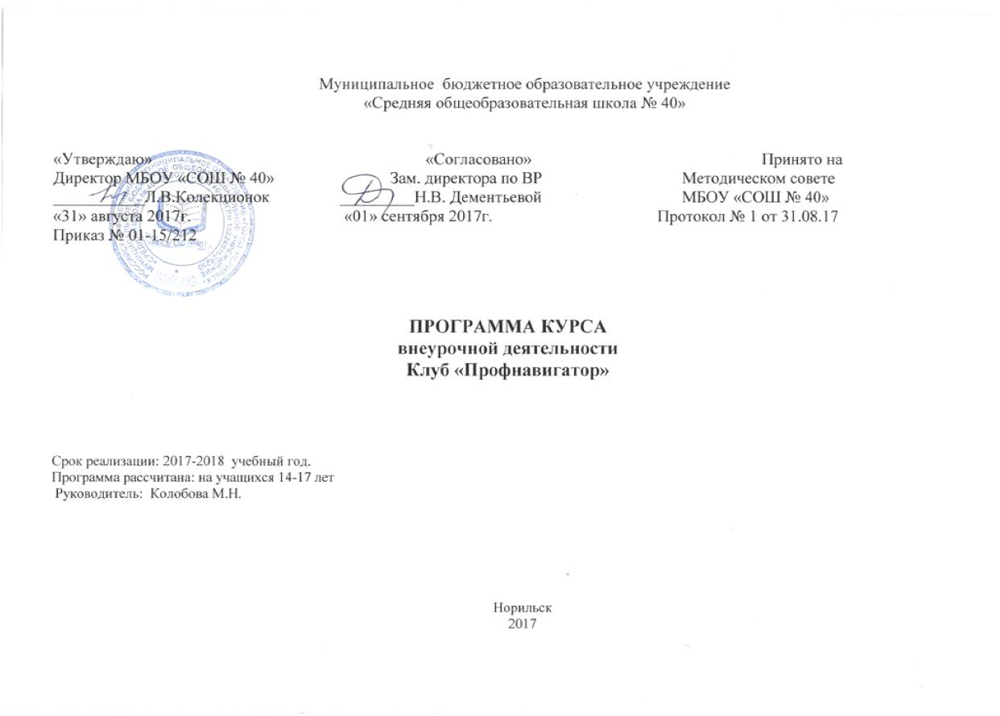 Муниципальное бюджетное образовательное учреждение
«Средняя общеобразовательная школа № 40»
«Утверждаю»
Директор МБОУ «СОШ № 40»
Л.В.Колекционок
«31» августа 2017г.
Приказ № 01-15/212
«Согласовано»
Зам. директора по ВР
Н.В. Дементьевой
«01» сентября 2017г.
Принято на
Методическом совете
МБОУ «СОШ № 40»
Протокол № 1 от 31.08.17
ПРОГРАММА КУРСА
внеурочной деятельности
Клуб «Профнавигатор»
Срок реализации: 2017-2018 учебный год.
Программа рассчитана: на учащихся 14-17 лет
Руководитель: Колобова М.Н.
Норильск
2017